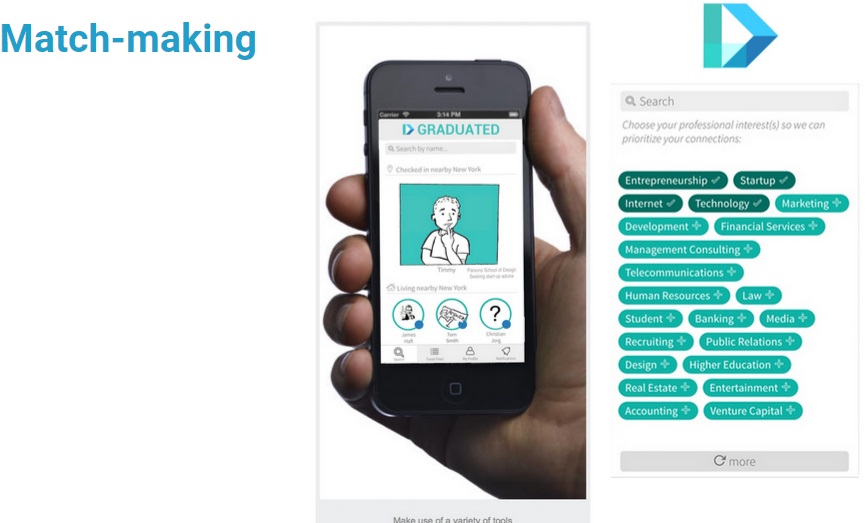 Match-making
Carrier 3:14 PM
GRADUATED
Search by name...
Checked in nearby New York
Timmy
Parsons School of Design
Seeking start-up advice
Living nearby New York
James
Holt
Tom
Smith
Christian
Jorg
Search
My Profile
Notifications
Make use of a variety of tools
Search
Choose your professional interest(s) so we can
prioritize your connections:
Entrepreneurship Startup
Internet Technology Marketing
Development Financial Services
Management Consulting
Telecommunications
Human Resources Law
Student Banking Media
Recruiting Public Relations
Design Higher Education
Real Estate Entertainment
Accounting Venture Capital
more